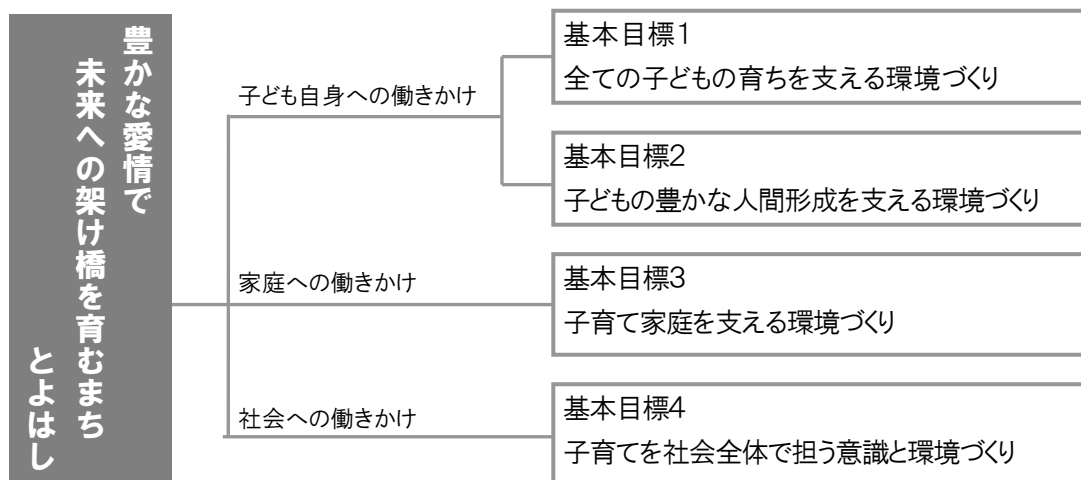 豊かな愛情で
未来への架け橋を育むまち
とよはし
子ども自身への働きかけ
基本目標1
全ての子どもの育ちを支える環境づくり
基本目標2
子どもの豊かな人間形成を支える環境づくり
家庭への働きかけ
基本目標3
子育て家庭を支える環境づくり
社会への働きかけ
基本目標4
子育てを社会全体で担う意識と環境づくり